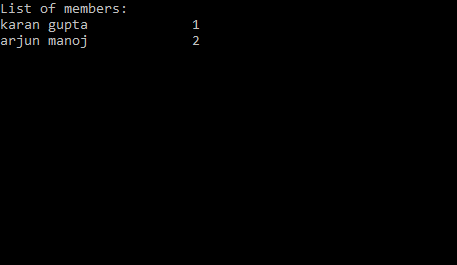 List of members:
karan gupta 1
arjun manoj 2